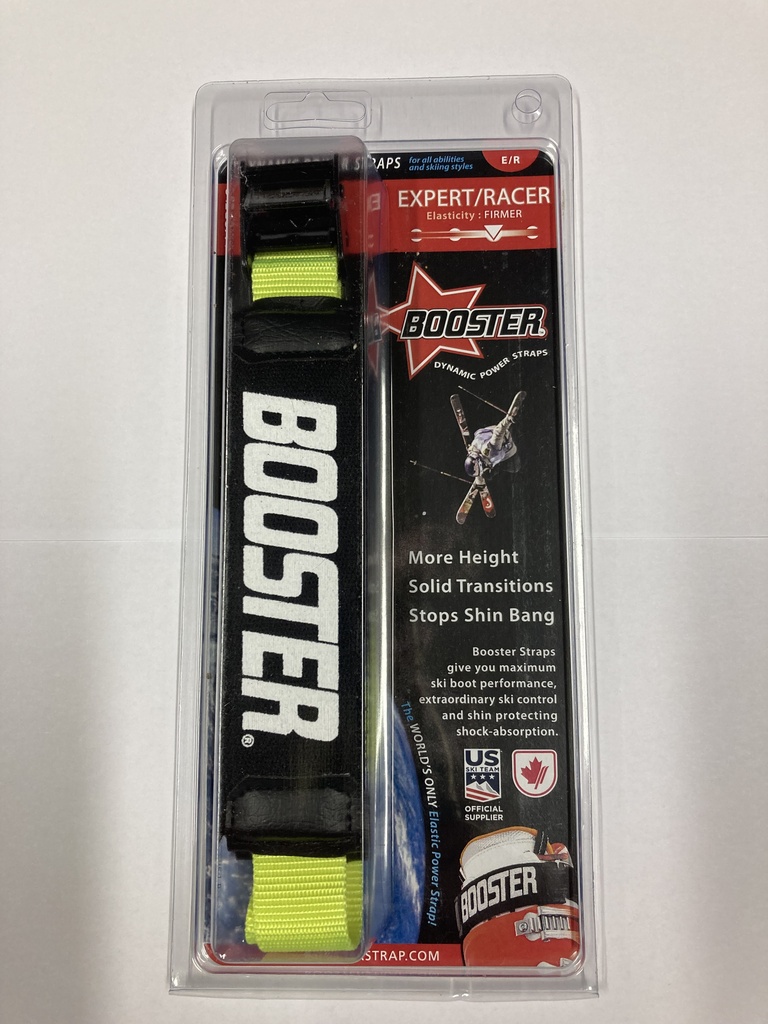 STRAPS
for all abilities
and skiing styles
E/R
EXPERT/RACER
Elasticity : FIRMER
BOOSTER
DYNAMIC POWER STRAPS
BOOSTER®
More Height
Solid Transitions
Stops Shin Bang
Booster Straps
give you maximum
ski boot performance,
extraordinary ski control
and shin protecting
shock-absorption.
The WORLD'S ONLY Elastic Power Strap!
US
SKI TEAM
OFFICIAL
SUPPLIER
BOOSTER
STRAP.COM